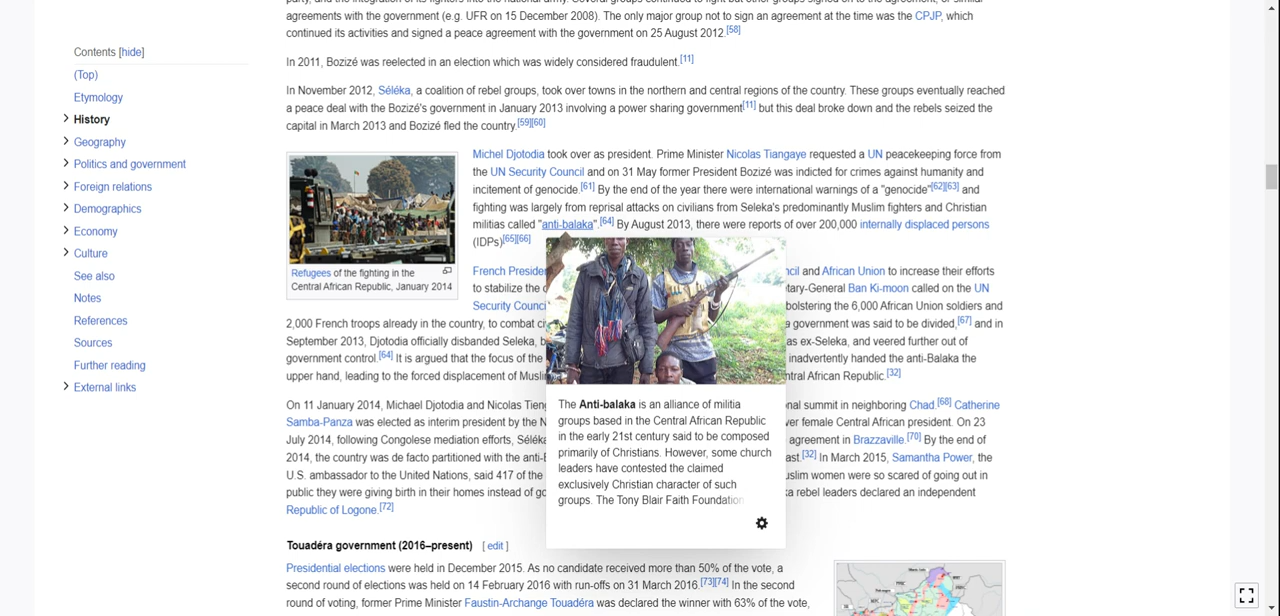 party, and the integration of its fighters into the national army. Several groups continued to fight but other groups signed on to the agreement, or similar
agreements with the government (e.g. UFR on 15 December 2008). The only major group not to sign an agreement at the time was the CPJP, which
continued its activities and signed a peace agreement with the government on 25 August 2012.[58]
In 2011, Bozizé was reelected in an election which was widely considered fraudulent.[11]
In November 2012, Séléka, a coalition of rebel groups, took over towns in the northern and central regions of the country. These groups eventually reached
a peace deal with the Bozizé's government in January 2013 involving a power sharing government[11] but this deal broke down and the rebels seized the
capital in March 2013 and Bozizé fled the country.[59][60]
Contents [hide]
(Top)
Etymology
History
Geography
Politics and government
Foreign relations
Demographics
Economy
Culture
See also
Notes
References
Sources
Further reading
External links
Refugees of the fighting in the
Central African Republic, January 2014
Michel Djotodia took over as president. Prime Minister Nicolas Tiangaye requested a UN peacekeeping force from
the UN Security Council and on 31 May former President Bozizé was indicted for crimes against humanity and
incitement of genocide.[61] By the end of the year there were international warnings of a "genocide"[62][63] and
fighting was largely from reprisal attacks on civilians from Seleka's predominantly Muslim fighters and Christian
militias called "anti-balaka".[64] By August 2013, there were reports of over 200,000 internally displaced persons
(IDPs)[65][66]
French Preside ncil and African Union to increase their efforts
to stabilize the c tary-General Ban Ki-moon called on the UN
Security Counci bolstering the 6,000 African Union soldiers and
2,000 French troops already in the country, to combat ci a government was said to be divided,[67] and in
September 2013, Djotodia officially disbanded Seleka, b as ex-Seleka, and veered further out of
government control.[64] It is argued that the focus of the inadvertently handed the anti-Balaka the
upper hand, leading to the forced displacement of Muslin ntral African Republic.[32]
On 11 January 2014, Michael Djotodia and Nicolas Tieng onal summit in neighboring Chad.[68] Catherine
Samba-Panza was elected as interim president by the N ver female Central African president. On 23
July 2014, following Congolese mediation efforts, Séléka agreement in Brazzaville.[70] By the end of
2014, the country was de facto partitioned with the anti-B ast.[32] In March 2015, Samantha Power, the
U.S. ambassador to the United Nations, said 417 of the uslim women were so scared of going out in
public they were giving birth in their homes instead of go ka rebel leaders declared an independent
Republic of Logone.[72]
The Anti-balaka is an alliance of militia
groups based in the Central African Republic
in the early 21st century said to be composed
primarily of Christians. However, some church
leaders have contested the claimed
exclusively Christian character of such
groups. The Tony Blair Faith Foundation
Touadéra government (2016–present) [ edit ]
Presidential elections were held in December 2015. As no candidate received more than 50% of the vote, a
second round of elections was held on 14 February 2016 with run-offs on 31 March 2016.[73][74] In the second
round of voting, former Prime Minister Faustin-Archange Touadéra was declared the winner with 63% of the vote,